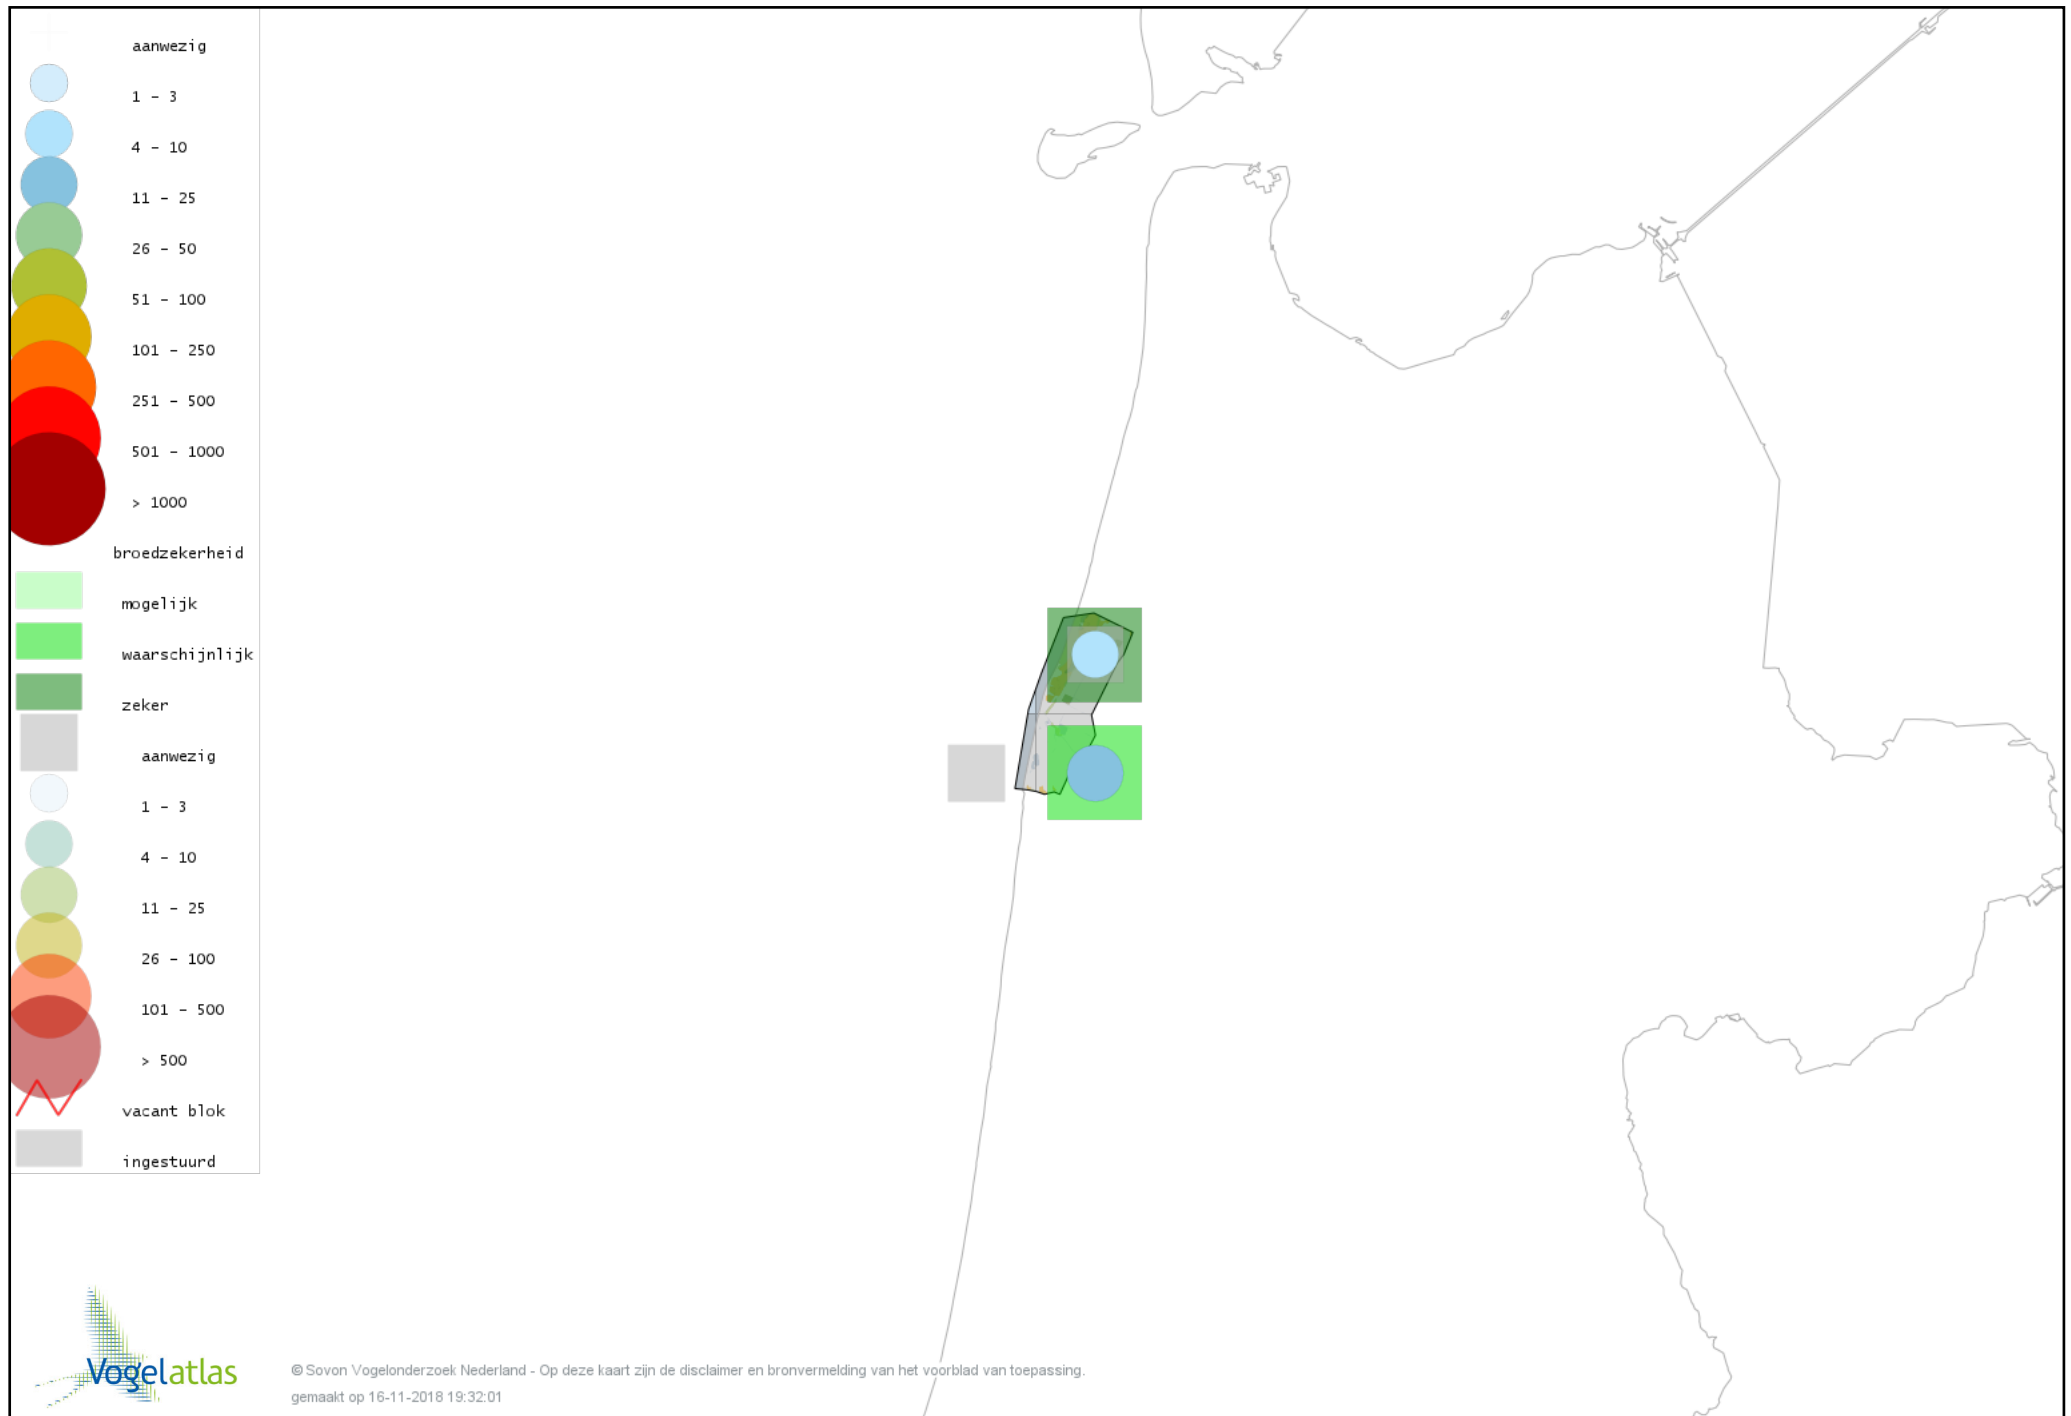 aanwezig
1 - 3
4 - 10
11 - 25
26 - 50
51 - 100
101 - 250
251 - 500
501 - 1000
> 1000
broedzekerheid
mogelijk
waarschijnlijk
zeker
aanwezig
1 - 3
4 - 10
11 - 25
26 - 100
101 - 500
> 500
vacant blok
ingestuurd
Vogelatlas
© Sovon Vogelonderzoek Nederland - Op deze kaart zijn de disclaimer en bronvermelding van het voorblad van toepassing.
gemaakt op 16-11-2018 19:32:01